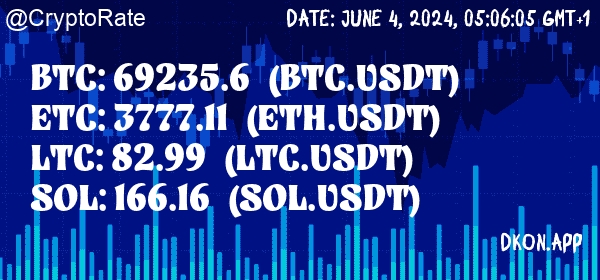 @CryptoRate
DATE: JUNE 4, 2024, 05:06:05 GMT+1
BTC: 69235.6 (BTC.USDT)
ETC: 3777.11 (ETH.USDT)
LTC: 82.99 (LTC.USDT)
SOL: 166.16 (SOL.USDT)
DKON.APP